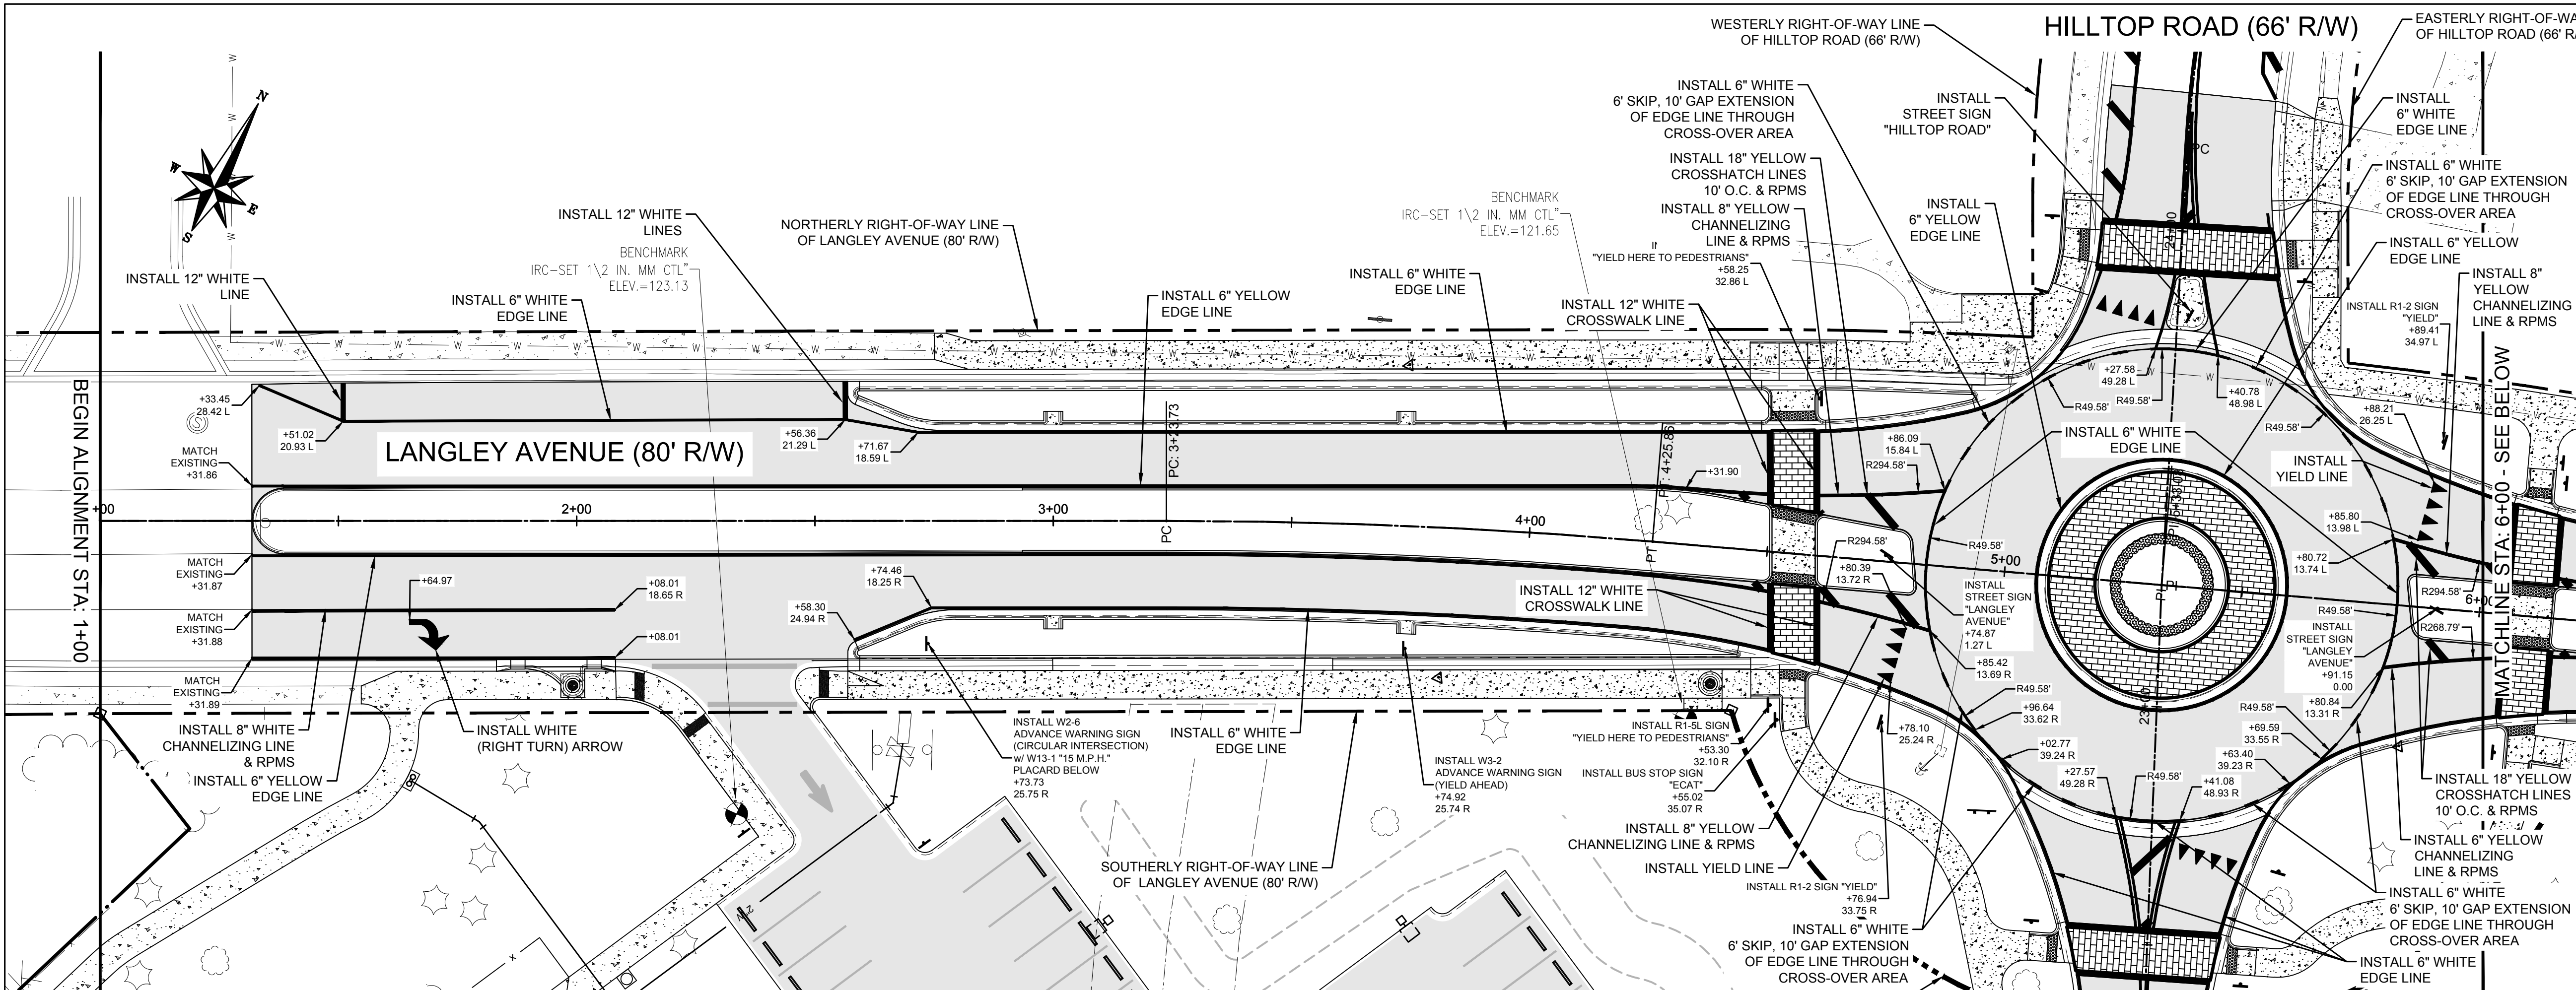 WESTERLY RIGHT-OF-WAY LINE
OF HILLTOP ROAD (66' R/W)
HILLTOP ROAD (66' R/W)
EASTERLY RIGHT-OF-WA
OF HILLTOP ROAD (66' R/
N
W
E
S
INSTALL 6" WHITE
6' SKIP, 10' GAP EXTENSION
OF EDGE LINE THROUGH
CROSS-OVER AREA
INSTALL
STREET SIGN
"HILLTOP ROAD"
INSTALL
6" WHITE
EDGE LINE
PC
INSTALL 18" YELLOW
CROSSHATCH LINES
10' O.C. & RPMS
INSTALL 6" WHITE
6' SKIP, 10' GAP EXTENSION
OF EDGE LINE THROUGH
CROSS-OVER AREA
BENCHMARK
IRC-SET 1\2 IN. MM CTL"
ELEV.=121.65
INSTALL 8" YELLOW
CHANNELIZING
LINE & RPMS
INSTALL
6" YELLOW
EDGE LINE
INSTALL 12" WHITE
LINES
NORTHERLY RIGHT-OF-WAY LINE
OF LANGLEY AVENUE (80' R/W)
BENCHMARK
IRC-SET 1\2 IN. MM CTL"
ELEV.=123.13
"YIELD HERE TO PEDESTRIANS"
+58.25
32.86 L
24+00
INSTALL 6" YELLOW
EDGE LINE
INSTALL 8"
YELLOW
CHANNELIZING
LINE & RPMS
INSTALL 12" WHITE
LINE
INSTALL 6" WHITE
EDGE LINE
INSTALL 6" YELLOW
EDGE LINE
INSTALL 6" WHITE
EDGE LINE
INSTALL 12" WHITE
CROSSWALK LINE
INSTALL R1-2 SIGN
"YIELD"
+89.41
34.97 L
BEGIN ALIGNMENT STA: 1+00
+33.45
28.42 L
+51.02
20.93 L
LANGLEY AVENUE (80' R/W)
+56.36
21.29 L
+71.67
18.59 L
PC: 3+23.73
PT: 4+25.86
+31.90
+86.09
15.84 L
R294.58'
R49.58'
R49.58'
+27.58
49.28 L
+40.78
48.98 L
R49.58'
+88.21
26.25 L
INSTALL 6" WHITE
EDGE LINE
INSTALL
YIELD LINE
MATCHLINE STA: 6+00 - SEE BELOW
MATCH
EXISTING
+31.86
+00
2+00
3+00
PC
4+00
PT
5+00
PI
6+00
R294.58'
R49.58'
+85.80
13.98 L
+80.72
13.74 L
R294.58'
R49.58'
R268.79'
MATCH
EXISTING
+31.87
+64.97
+08.01
18.65 R
+74.46
18.25 R
+58.30
24.94 R
INSTALL 12" WHITE
CROSSWALK LINE
+80.39
13.72 R
INSTALL
STREET SIGN
"LANGLEY
AVENUE"
+74.87
1.27 L
INSTALL
STREET SIGN
"LANGLEY
AVENUE"
+91.15
0.00
MATCH
EXISTING
+31.88
+08.01
MATCH
EXISTING
+31.89
+85.42
13.69 R
R49.58'
+96.64
33.62 R
+02.77
39.24 R
+27.57
49.28 R
R49.58'
+41.08
48.93 R
23+00
R49.58'
+80.84
13.31 R
+69.59
33.55 R
+63.40
39.23 R
INSTALL 8" WHITE
CHANNELIZING LINE
& RPMS
INSTALL WHITE
(RIGHT TURN) ARROW
INSTALL 6" YELLOW
EDGE LINE
INSTALL W2-6
ADVANCE WARNING SIGN
(CIRCULAR INTERSECTION)
w/ W13-1 "15 M.P.H."
PLACARD BELOW
+73.73
25.75 R
INSTALL 6" WHITE
EDGE LINE
INSTALL W3-2
ADVANCE WARNING SIGN
(YIELD AHEAD)
+74.92
25.74 R
INSTALL R1-5L SIGN
"YIELD HERE TO PEDESTRIANS"
+53.30
32.10 R
INSTALL BUS STOP SIGN
"ECAT"
+55.02
35.07 R
+78.10
25.24 R
SOUTHERLY RIGHT-OF-WAY LINE
OF LANGLEY AVENUE (80' R/W)
INSTALL 8" YELLOW
CHANNELIZING LINE & RPMS
INSTALL YIELD LINE
INSTALL R1-2 SIGN "YIELD"
+76.94
33.75 R
INSTALL 6" WHITE
6' SKIP, 10' GAP EXTENSION
OF EDGE LINE THROUGH
CROSS-OVER AREA
INSTALL 18" YELLOW
CROSSHATCH LINES
10' O.C. & RPMS
INSTALL 6" YELLOW
CHANNELIZING
LINE & RPMS
INSTALL 6" WHITE
6' SKIP, 10' GAP EXTENSION
OF EDGE LINE THROUGH
CROSS-OVER AREA
INSTALL 6" WHITE
EDGE LINE